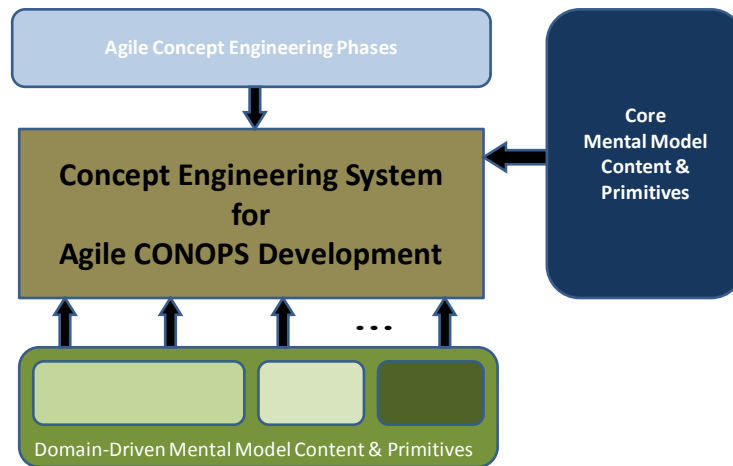 Agile Concept Engineering Phases
Core
Mental Model
Content &
Primitives
Concept Engineering System
for
Agile CONOPS Development
...
Domain-Driven Mental Model Content & Primitives